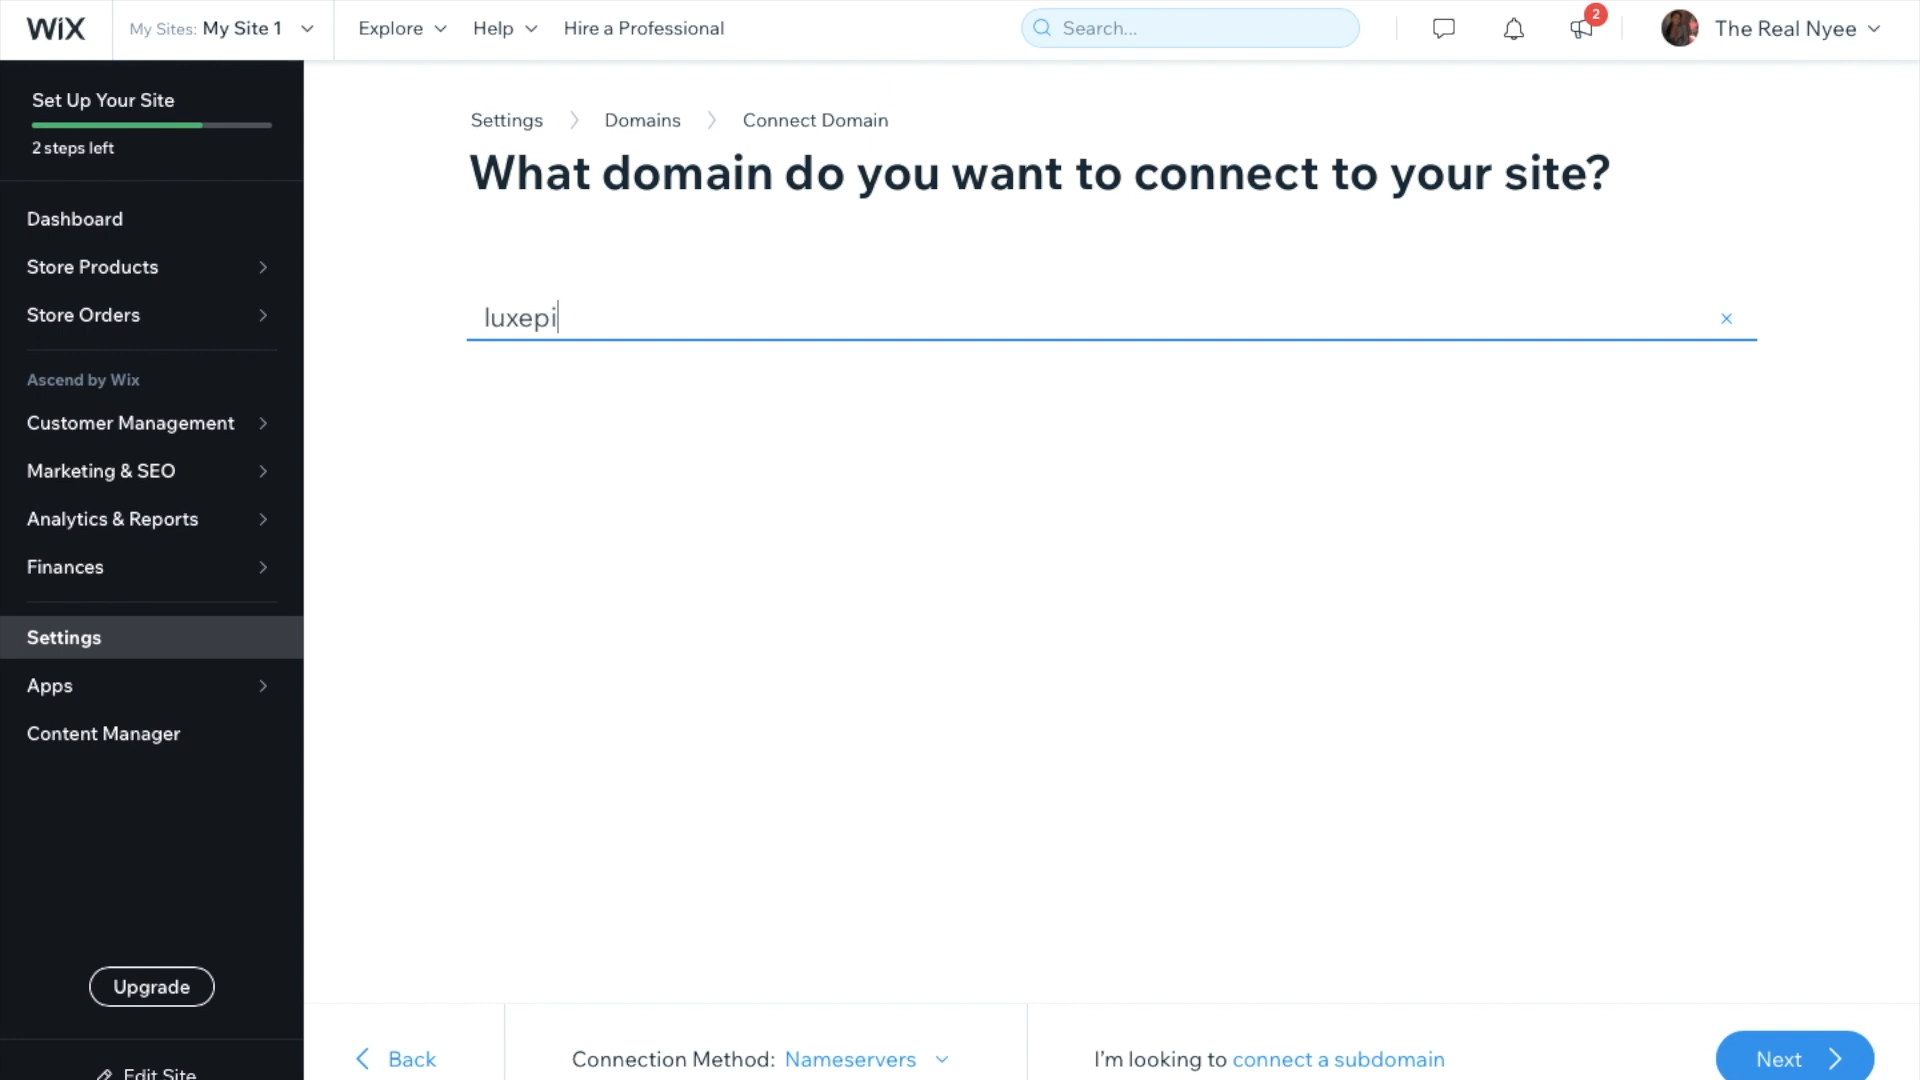 WiX
My Sites: My Site 1
Explore
Help
Hire a Professional
Search...
2
The Real Nyee
Set Up Your Site
2 steps left
Dashboard
Store Products
Store Orders
Ascend by Wix
Customer Management
Marketing & SEO
Analytics & Reports
Finances
Settings
Apps
Content Manager
Upgrade
Edit Site
Settings
Domains
Connect Domain
What domain do you want to connect to your site?
luxepi
Back
Connection Method: Nameservers
I'm looking to connect a subdomain
Next